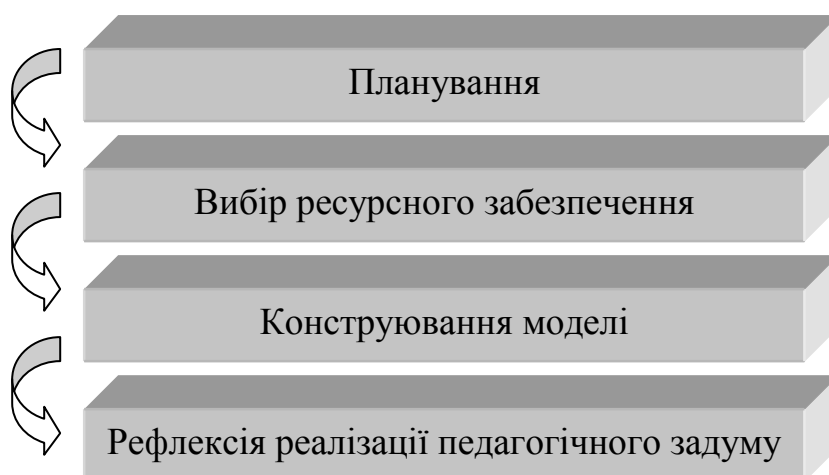 Планування
Вибір ресурсного забезпечення
Конструювання моделі
Рефлексія реалізації педагогічного задуму